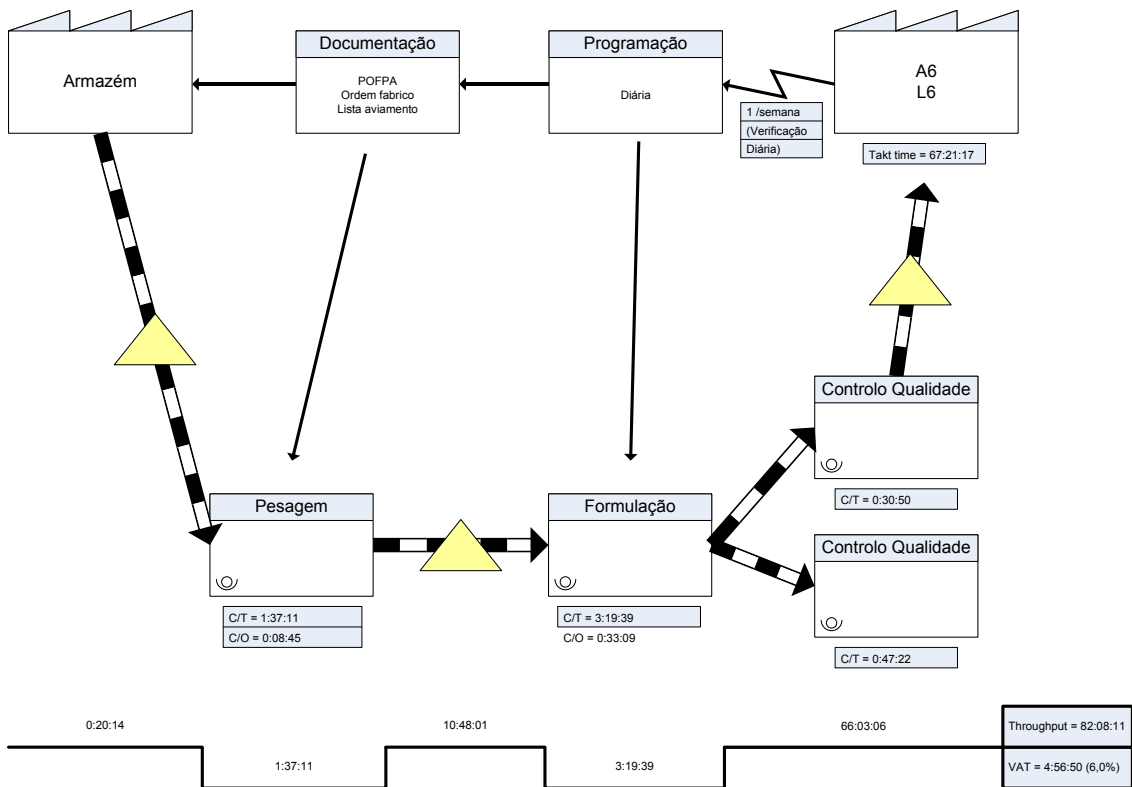 Armazém
Documentação
POFPA
Ordem fabrico
Lista aviamento
Programação
Diária
1 /semana
(Verificação
Diária)
A6
L6
Takt time = 67:21:17
Pesagem
C/T = 1:37:11
C/O = 0:08:45
Formulação
C/T = 3:19:39
C/O = 0:33:09
Controlo Qualidade
C/T = 0:30:50
Controlo Qualidade
C/T = 0:47:22
0:20:14
1:37:11
10:48:01
3:19:39
66:03:06
Throughput = 82:08:11
VAT = 4:56:50 (6,0%)